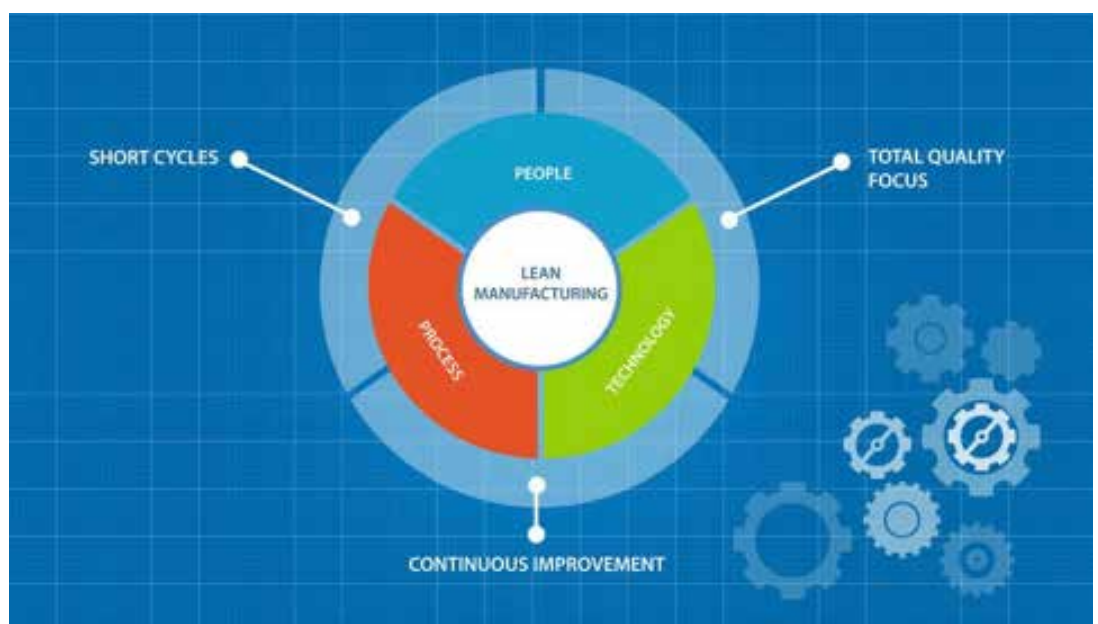 SHORT CYCLES
TOTAL QUALITY
FOCUS
PEOPLE
LEAN
MANUFACTURING
PROCESS
TECHNOLOGY
CONTINUOUS IMPROVEMENT